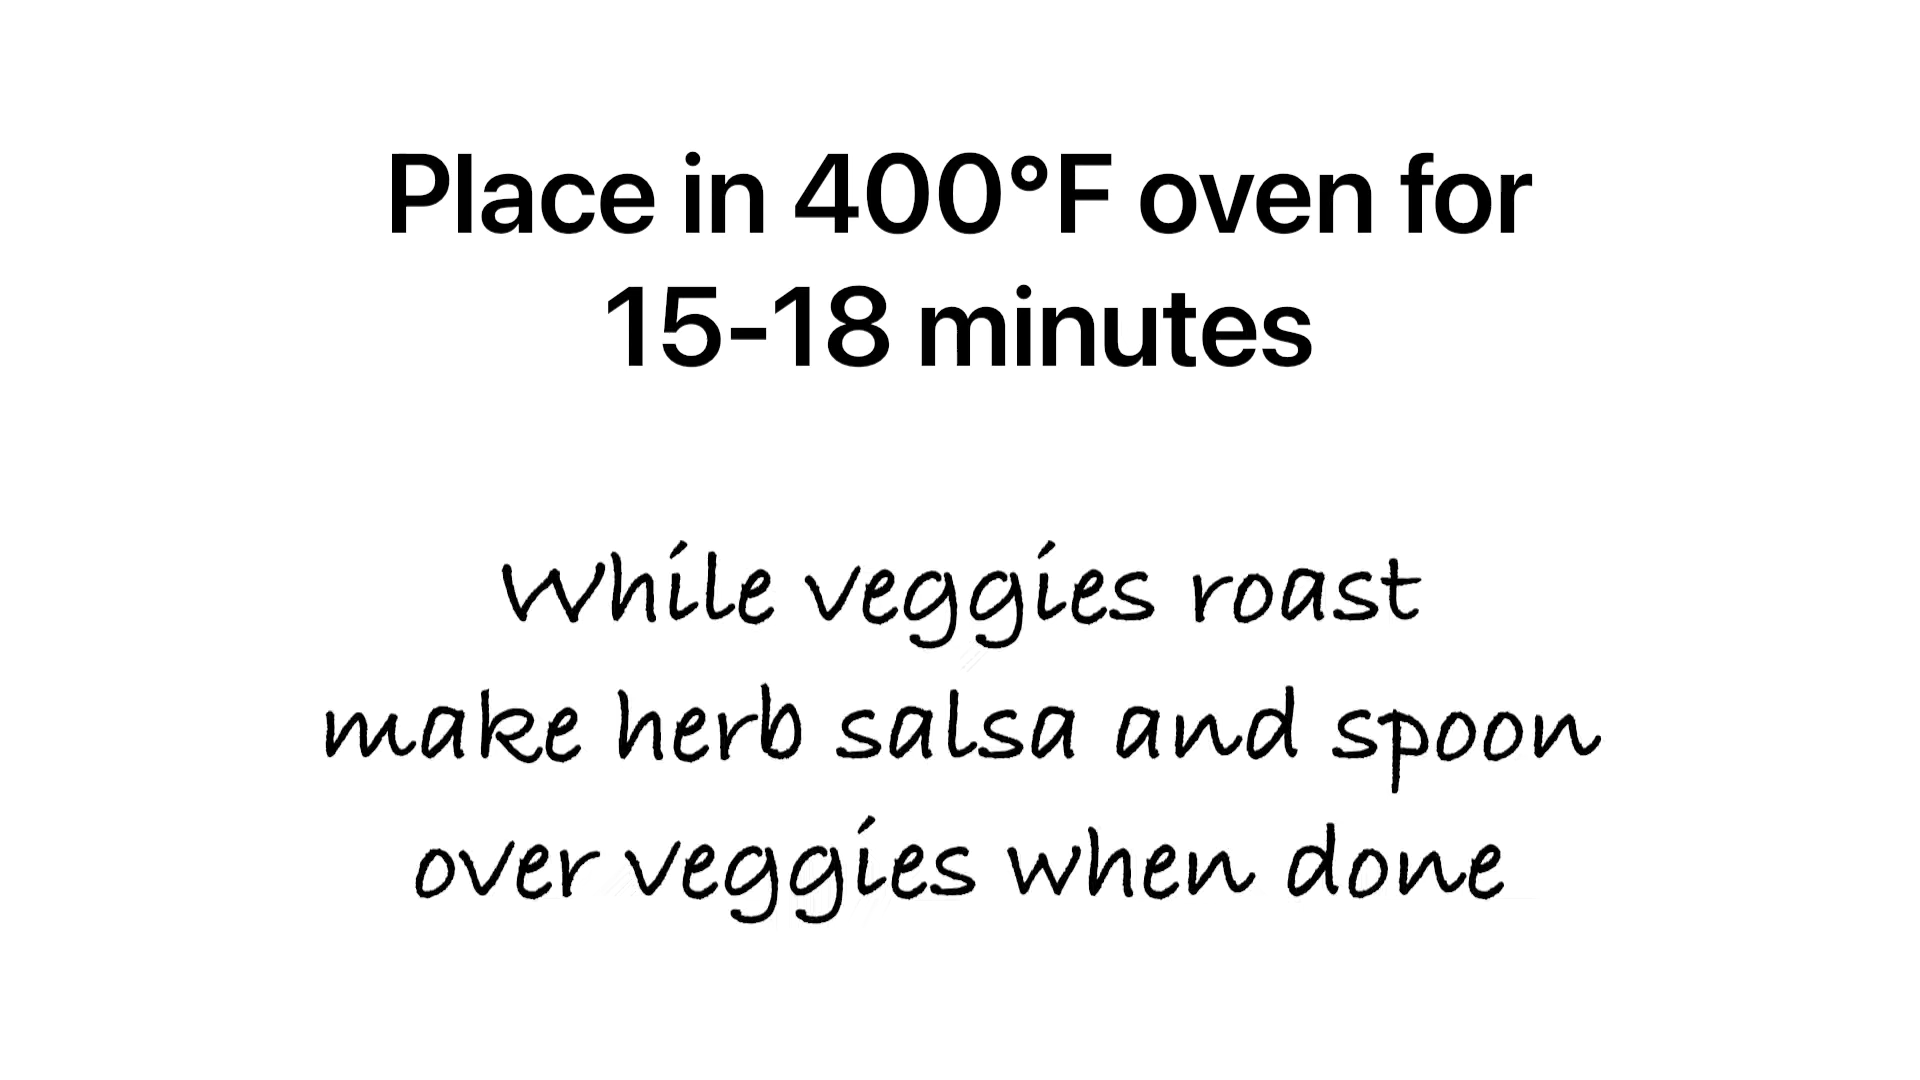 Place in 400°F oven for
15-18 minutes
While veggies roast
make herb salsa and spoon
over veggies when done